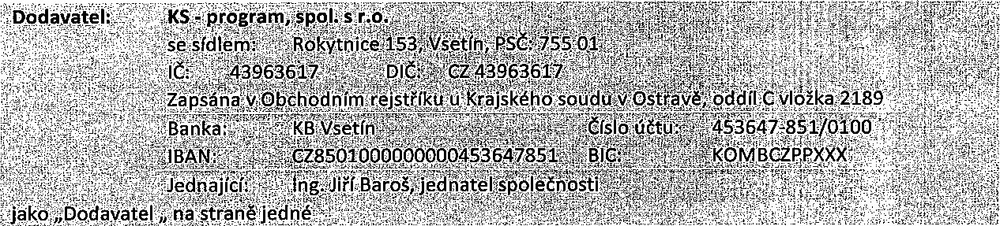 Dodavatel: KS - program, spol. s r.o.
se sídlem: Rokytnice 153, Vsetín, PSČ: 755 01
IČ: 43963617 DIČ: CZ 43963617
Zapsána v Obchodním rejstříku u Krajského soudu v Ostravě, oddíl C vložka 2189
Banka: KB Vsetín Číslo účtu: 453647-851/0100
IBAN: CZ8501000000000453647851 BIC: KOMBCZPPXXX
Jednající: Ing. Jiří Baroš, jednatel společnosti
jako „Dodavatel „ na straně jedné